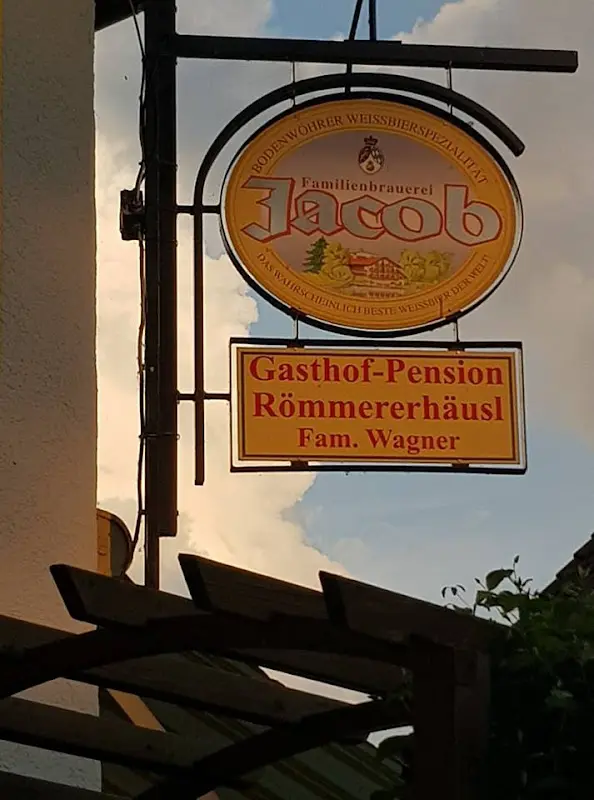 BODENWÖHRER WEISSBIERSPEZIALITÄT
Familienbrauerei
Jacob
DAS WAHRSCHEINLICH BESTE WEISSBIER DER WELT!
Gasthof-Pension
Römmererhäusl
Fam. Wagner